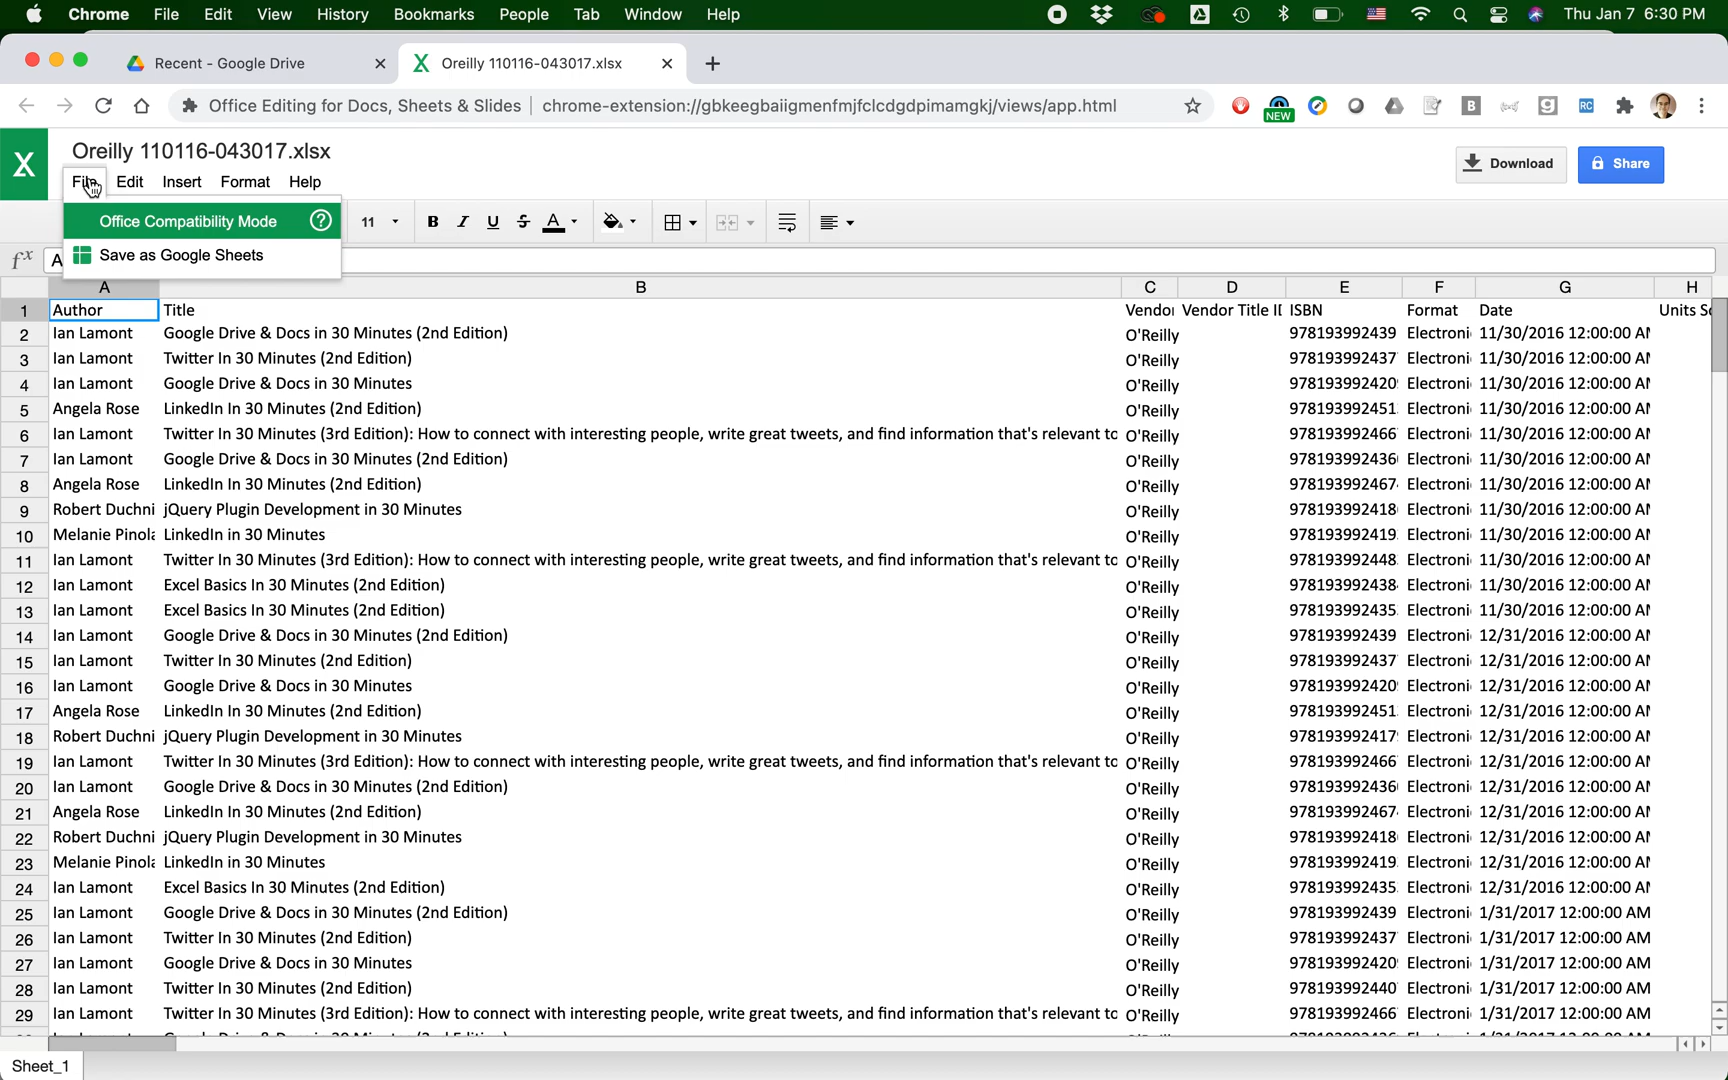 Chrome File Edit View History Bookmarks People Tab Window Help Thu Jan 7 6:30 PM
Recent - Google Drive Oreilly 110116-043017.xlsx
Office Editing for Docs, Sheets & Slides chrome-extension://gbkeegbaiigmenfmjfclcdgdpimamgkj/views/app.html NEW B g RC
X Oreilly 110116-043017.xlsx Download Share
File Edit Insert Format Help
Office Compatibility Mode ? 11 B I U S A
fx A Save as Google Sheets
A B C D E F G H
1 Author Title Vendor Vendor Title ID ISBN Format Date Units So
2 Ian Lamont Google Drive & Docs in 30 Minutes (2nd Edition) O'Reilly 978193992439 Electroni 11/30/2016 12:00:00 AM
3 Ian Lamont Twitter In 30 Minutes (2nd Edition) O'Reilly 978193992437 Electroni 11/30/2016 12:00:00 AM
4 Ian Lamont Google Drive & Docs in 30 Minutes O'Reilly 978193992420 Electroni 11/30/2016 12:00:00 AM
5 Angela Rose LinkedIn In 30 Minutes (2nd Edition) O'Reilly 978193992451 Electroni 11/30/2016 12:00:00 AM
6 Ian Lamont Twitter In 30 Minutes (3rd Edition): How to connect with interesting people, write great tweets, and find information that's relevant to O'Reilly 978193992466 Electroni 11/30/2016 12:00:00 AM
7 Ian Lamont Google Drive & Docs in 30 Minutes (2nd Edition) O'Reilly 978193992436 Electroni 11/30/2016 12:00:00 AM
8 Angela Rose LinkedIn In 30 Minutes (2nd Edition) O'Reilly 978193992467 Electroni 11/30/2016 12:00:00 AM
9 Robert Duchni jQuery Plugin Development in 30 Minutes O'Reilly 978193992418 Electroni 11/30/2016 12:00:00 AM
10 Melanie Pinola LinkedIn in 30 Minutes O'Reilly 978193992419 Electroni 11/30/2016 12:00:00 AM
11 Ian Lamont Twitter In 30 Minutes (3rd Edition): How to connect with interesting people, write great tweets, and find information that's relevant to O'Reilly 978193992448 Electroni 11/30/2016 12:00:00 AM
12 Ian Lamont Excel Basics In 30 Minutes (2nd Edition) O'Reilly 978193992438 Electroni 11/30/2016 12:00:00 AM
13 Ian Lamont Excel Basics In 30 Minutes (2nd Edition) O'Reilly 978193992435 Electroni 11/30/2016 12:00:00 AM
14 Ian Lamont Google Drive & Docs in 30 Minutes (2nd Edition) O'Reilly 978193992439 Electroni 12/31/2016 12:00:00 AM
15 Ian Lamont Twitter In 30 Minutes (2nd Edition) O'Reilly 978193992437 Electroni 12/31/2016 12:00:00 AM
16 Ian Lamont Google Drive & Docs in 30 Minutes O'Reilly 978193992420 Electroni 12/31/2016 12:00:00 AM
17 Angela Rose LinkedIn In 30 Minutes (2nd Edition) O'Reilly 978193992451 Electroni 12/31/2016 12:00:00 AM
18 Robert Duchni jQuery Plugin Development in 30 Minutes O'Reilly 978193992417 Electroni 12/31/2016 12:00:00 AM
19 Ian Lamont Twitter In 30 Minutes (3rd Edition): How to connect with interesting people, write great tweets, and find information that's relevant to O'Reilly 978193992466 Electroni 12/31/2016 12:00:00 AM
20 Ian Lamont Google Drive & Docs in 30 Minutes (2nd Edition) O'Reilly 978193992436 Electroni 12/31/2016 12:00:00 AM
21 Angela Rose LinkedIn In 30 Minutes (2nd Edition) O'Reilly 978193992467 Electroni 12/31/2016 12:00:00 AM
22 Robert Duchni jQuery Plugin Development in 30 Minutes O'Reilly 978193992418 Electroni 12/31/2016 12:00:00 AM
23 Melanie Pinola LinkedIn in 30 Minutes O'Reilly 978193992419 Electroni 12/31/2016 12:00:00 AM
24 Ian Lamont Excel Basics In 30 Minutes (2nd Edition) O'Reilly 978193992435 Electroni 12/31/2016 12:00:00 AM
25 Ian Lamont Google Drive & Docs in 30 Minutes (2nd Edition) O'Reilly 978193992439 Electroni 1/31/2017 12:00:00 AM
26 Ian Lamont Twitter In 30 Minutes (2nd Edition) O'Reilly 978193992437 Electroni 1/31/2017 12:00:00 AM
27 Ian Lamont Google Drive & Docs in 30 Minutes O'Reilly 978193992420 Electroni 1/31/2017 12:00:00 AM
28 Ian Lamont Twitter In 30 Minutes (2nd Edition) O'Reilly 978193992440 Electroni 1/31/2017 12:00:00 AM
29 Ian Lamont Twitter In 30 Minutes (3rd Edition): How to connect with interesting people, write great tweets, and find information that's relevant to O'Reilly 978193992466 Electroni 1/31/2017 12:00:00 AM
Sheet_1